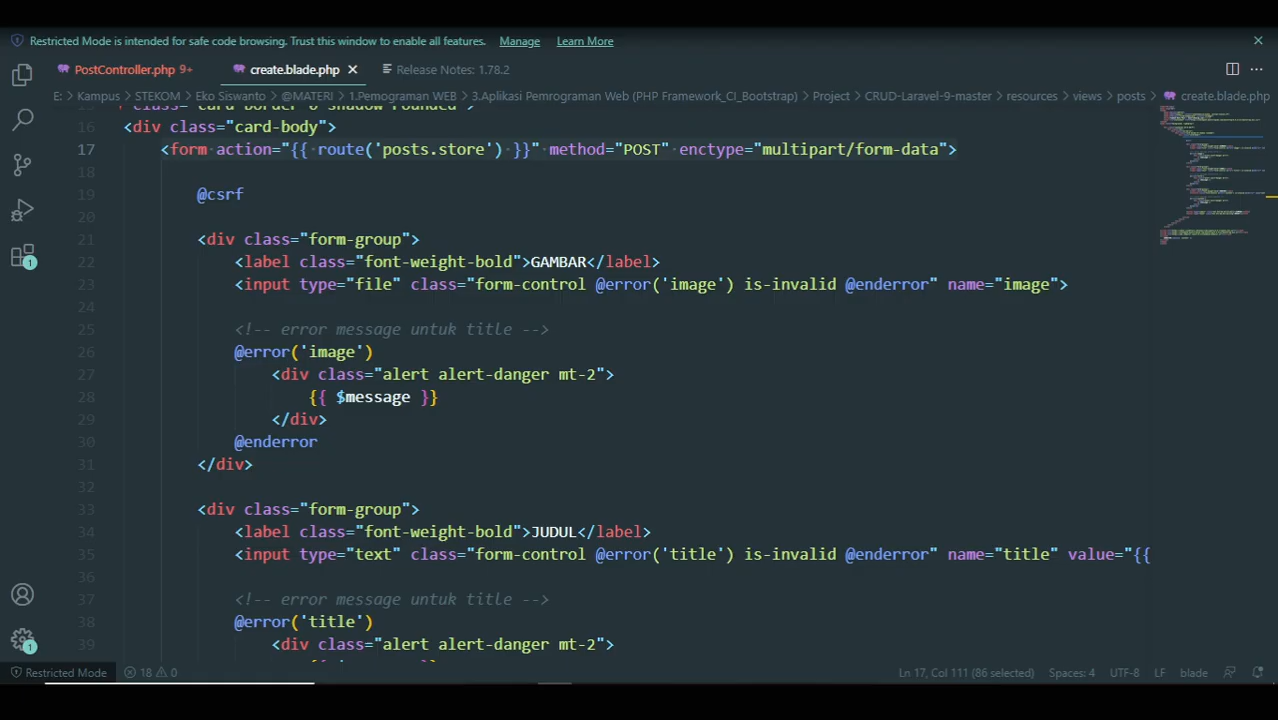 Restricted Mode is intended for safe code browsing. Trust this window to enable all features. Manage Learn More
PostController.php 9+ create.blade.php Release Notes: 1.78.2
E: > Kampus > STEKOM > Eko Siswanto > @MATERI > 1.Pemograman WEB > 3.Aplikasi Pemrograman Web (PHP Framework_CI_Bootstrap) > Project > CRUD-Laravel-9-master > resources > views > posts > create.blade.php
16 <div class="card-body">
17 <form action="{{ route('posts.store') }}" method="POST" enctype="multipart/form-data">
18
19 @csrf
20
21 <div class="form-group">
22 <label class="font-weight-bold">GAMBAR</label>
23 <input type="file" class="form-control @error('image') is-invalid @enderror" name="image">
24
25 <!-- error message untuk title -->
26 @error('image')
27 <div class="alert alert-danger mt-2">
28 {{ $message }}
29 </div>
30 @enderror
31 </div>
32
33 <div class="form-group">
34 <label class="font-weight-bold">JUDUL</label>
35 <input type="text" class="form-control @error('title') is-invalid @enderror" name="title" value="{{
36
37 <!-- error message untuk title -->
38 @error('title')
39 <div class="alert alert-danger mt-2">
1
1
Restricted Mode 18 0 Ln 17, Col 111 (86 selected) Spaces: 4 UTF-8 LF blade